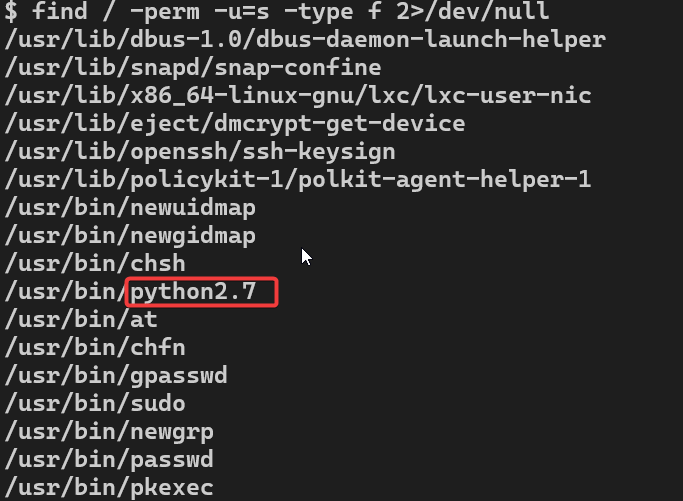 $ find / -perm -u=s -type f 2>/dev/null
/usr/lib/dbus-1.0/dbus-daemon-launch-helper
/usr/lib/snapd/snap-confine
/usr/lib/x86_64-linux-gnu/lxc/lxc-user-nic
/usr/lib/eject/dmcrypt-get-device
/usr/lib/openssh/ssh-keysign
/usr/lib/policykit-1/polkit-agent-helper-1
/usr/bin/newuidmap
/usr/bin/newgidmap
/usr/bin/chsh
/usr/bin/python2.7
/usr/bin/at
/usr/bin/chfn
/usr/bin/gpasswd
/usr/bin/sudo
/usr/bin/newgrp
/usr/bin/passwd
/usr/bin/pkexec